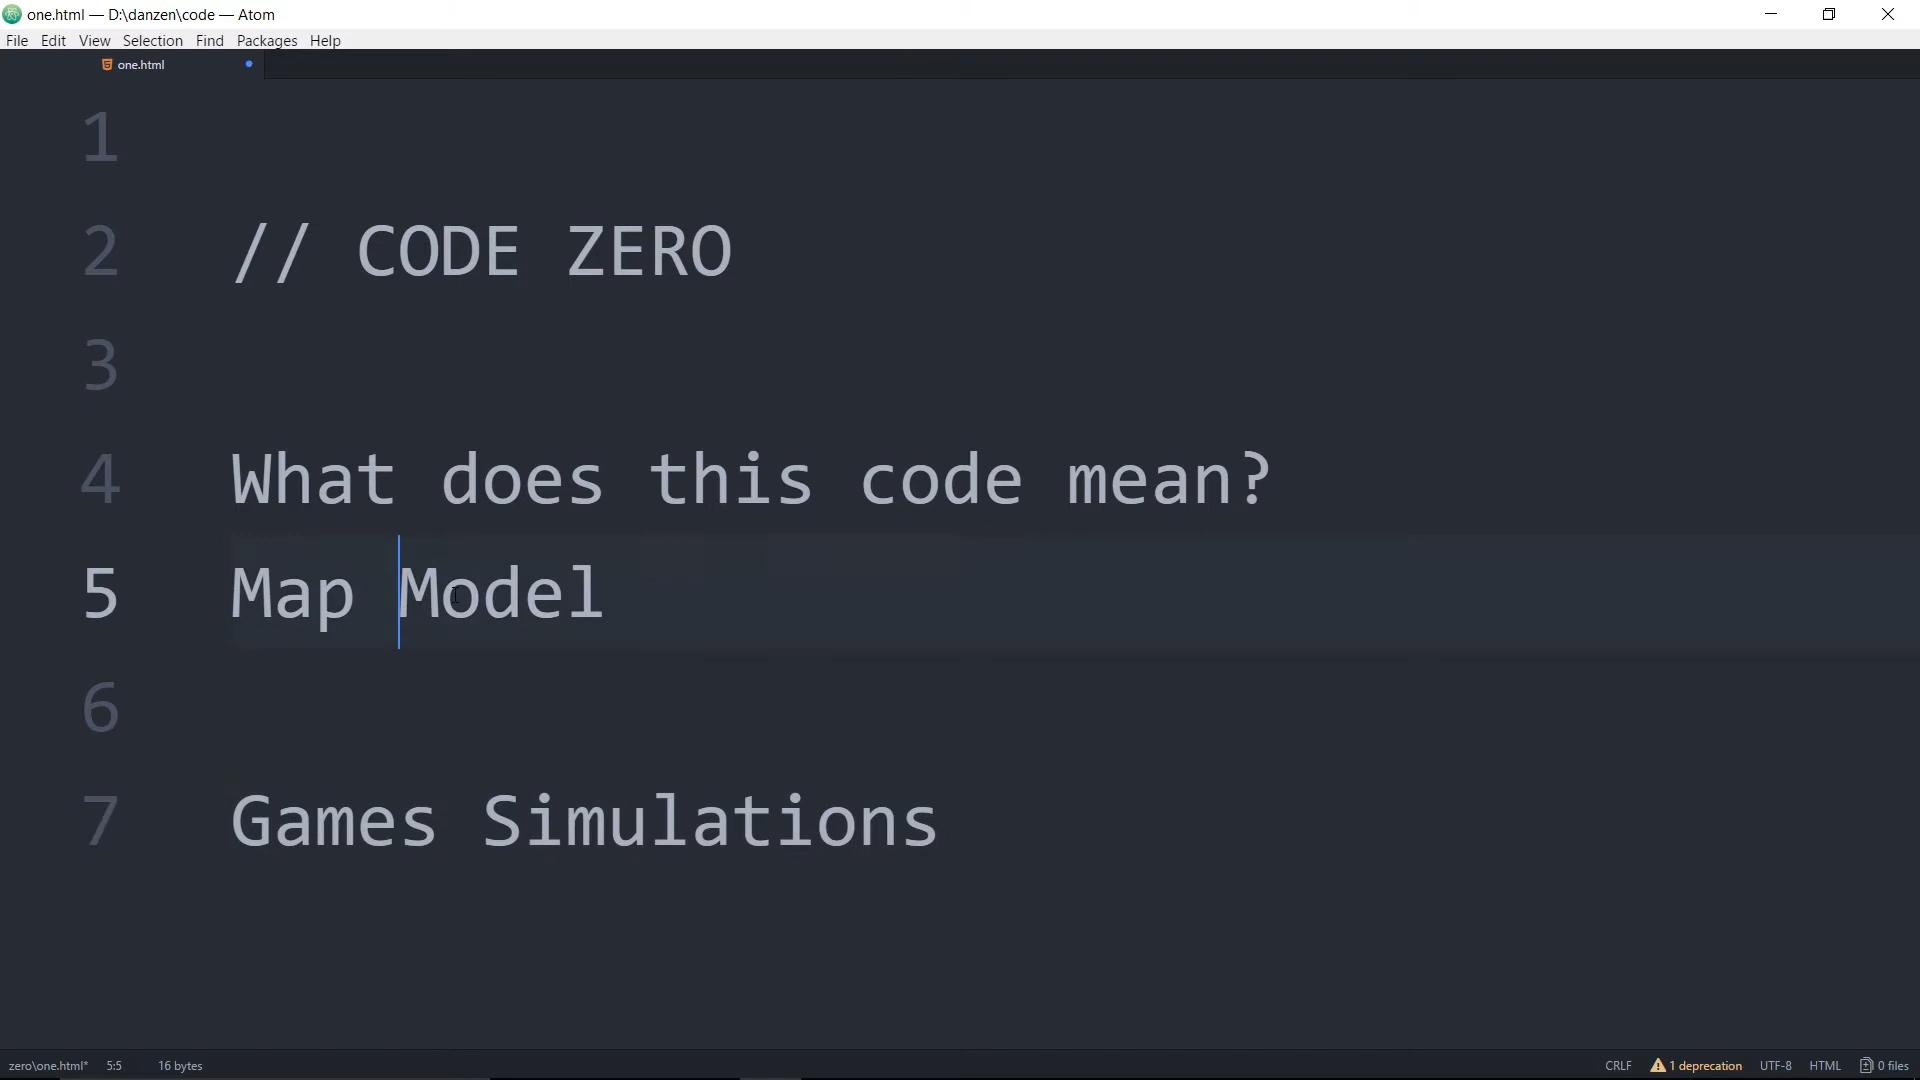 one.html — D:\danzen\code — Atom
File Edit View Selection Find Packages Help
one.html
1
2 // CODE ZERO
3
4 What does this code mean?
5 Map Model
6
7 Games Simulations
zero\one.html* 5:5 16 bytes CRLF 1 deprecation UTF-8 HTML 0 files